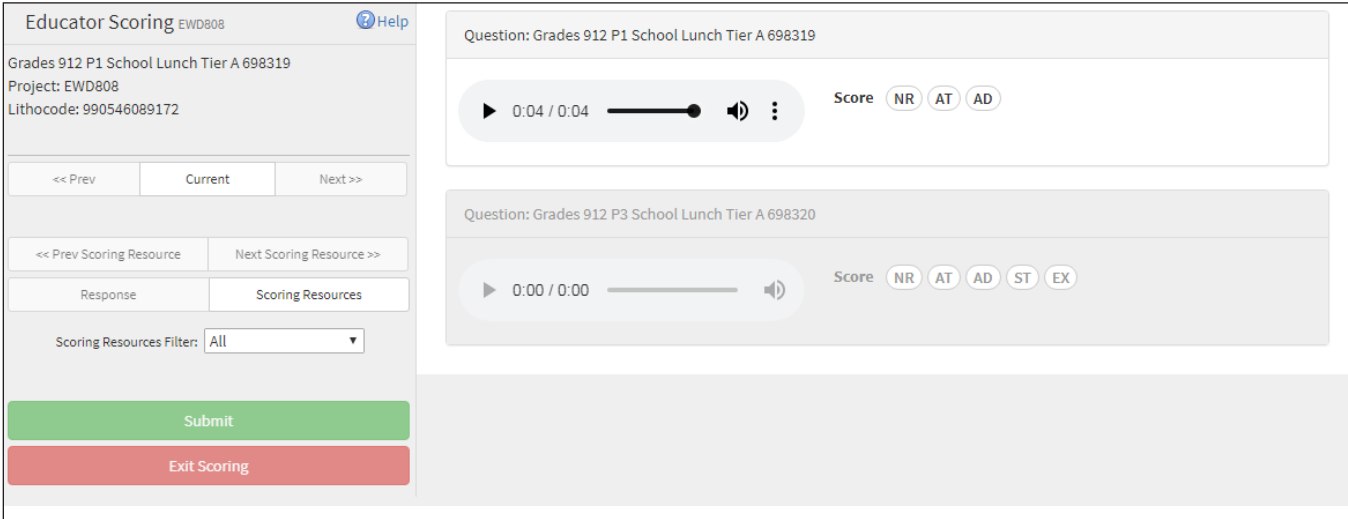 Educator Scoring EWD808
Help
Grades 912 P1 School Lunch Tier A 698319
Project: EWD808
Lithocode: 990546089172
<< Prev
Current
Next >>
<< Prev Scoring Resource
Next Scoring Resource >>
Response
Scoring Resources
Scoring Resources Filter: All
Submit
Exit Scoring
Question: Grades 912 P1 School Lunch Tier A 698319
0:04 / 0:04
Score NR AT AD
Question: Grades 912 P3 School Lunch Tier A 698320
0:00 / 0:00
Score NR AT AD ST EX